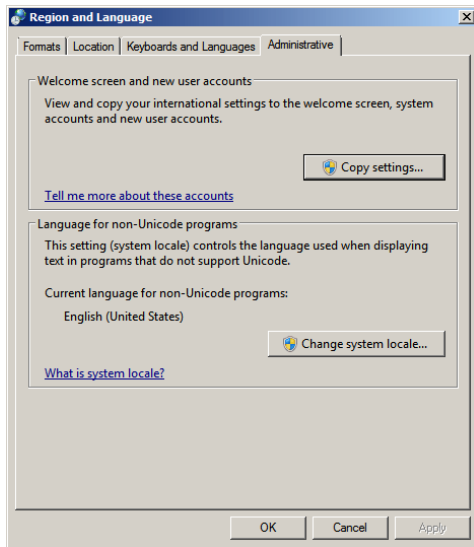 Region and Language
Formats Location Keyboards and Languages Administrative
Welcome screen and new user accounts
View and copy your international settings to the welcome screen, system
accounts and new user accounts.
Copy settings...
Tell me more about these accounts
Language for non-Unicode programs
This setting (system locale) controls the language used when displaying
text in programs that do not support Unicode.
Current language for non-Unicode programs:
English (United States)
Change system locale...
What is system locale?
OK Cancel Apply